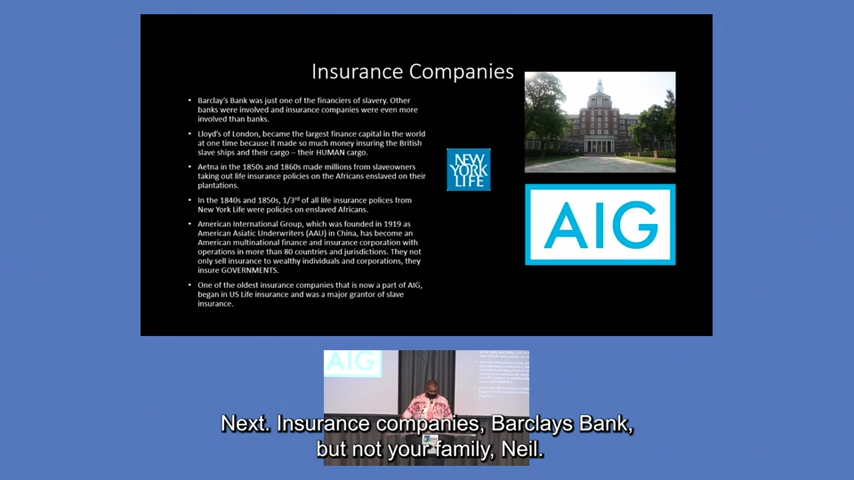 Insurance Companies
• Barclay's Bank was just one of the financiers of slavery. Other
banks were involved and insurance companies were even more
involved than banks.
• Lloyd's of London, became the largest finance capital in the world
at one time because it made so much money insuring the British
slave ships and their cargo – their HUMAN cargo.
• Aetna in the 1850s and 1860s made millions from slaveowners
taking out life insurance policies on the Africans enslaved on their
plantations.
• In the 1840s and 1850s, 1/3rd of all life insurance polices from
New York Life were policies on enslaved Africans.
• American International Group, which was founded in 1919 as
American Asiatic Underwriters (AAU) in China, has become an
American multinational finance and insurance corporation with
operations in more than 80 countries and jurisdictions. They not
only sell insurance to wealthy individuals and corporations, they
insure GOVERNMENTS.
• One of the oldest insurance companies that is now a part of AIG,
began in US Life insurance and was a major grantor of slave
insurance.
NEW
YORK
LIFE
AIG
AIG
Next. Insurance companies, Barclays Bank,
but not your family, Neil.